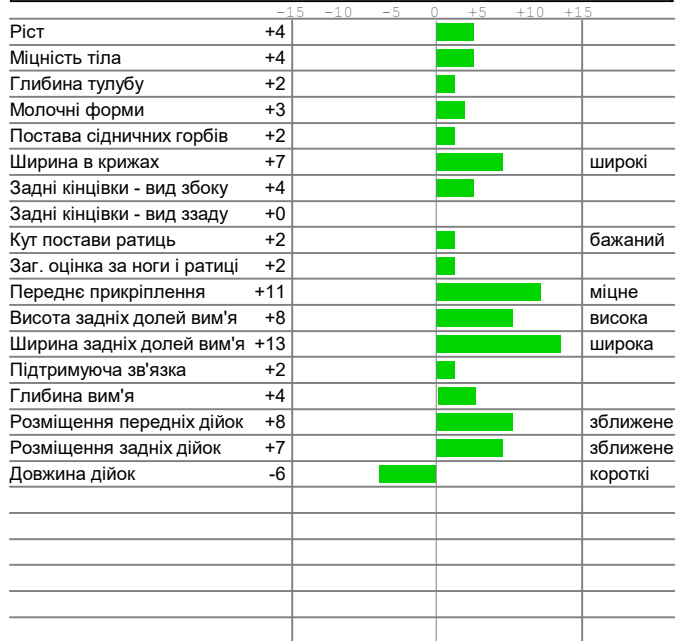 -15 -10 -5 0 +5 +10 +15
Ріст +4
Міцність тіла +4
Глибина тулубу +2
Молочні форми +3
Постава сідничних горбів +2
Ширина в крижах +7 широкі
Задні кінцівки - вид збоку +4
Задні кінцівки - вид ззаду +0
Кут постави ратиць +2 бажаний
Заг. оцінка за ноги і ратиці +2
Переднє прикріплення +11 міцне
Висота задніх долей вим'я +8 висока
Ширина задніх долей вим'я +13 широка
Підтримуюча зв'язка +2
Глибина вим'я +4
Розміщення передніх дійок +8 зближене
Розміщення задніх дійок +7 зближене
Довжина дійок -6 короткі